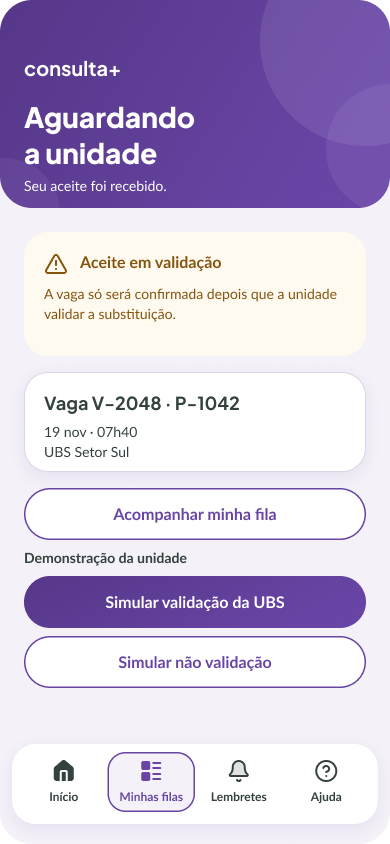 consulta+
Aguardando
a unidade
Seu aceite foi recebido.
Aceite em validação
A vaga só será confirmada depois que a unidade
validar a substituição.
Vaga V-2048 · P-1042
19 nov · 07h40
UBS Setor Sul
Acompanhar minha fila
Demonstração da unidade
Simular validação da UBS
Simular não validação
Início
Minhas filas
Lembretes
Ajuda